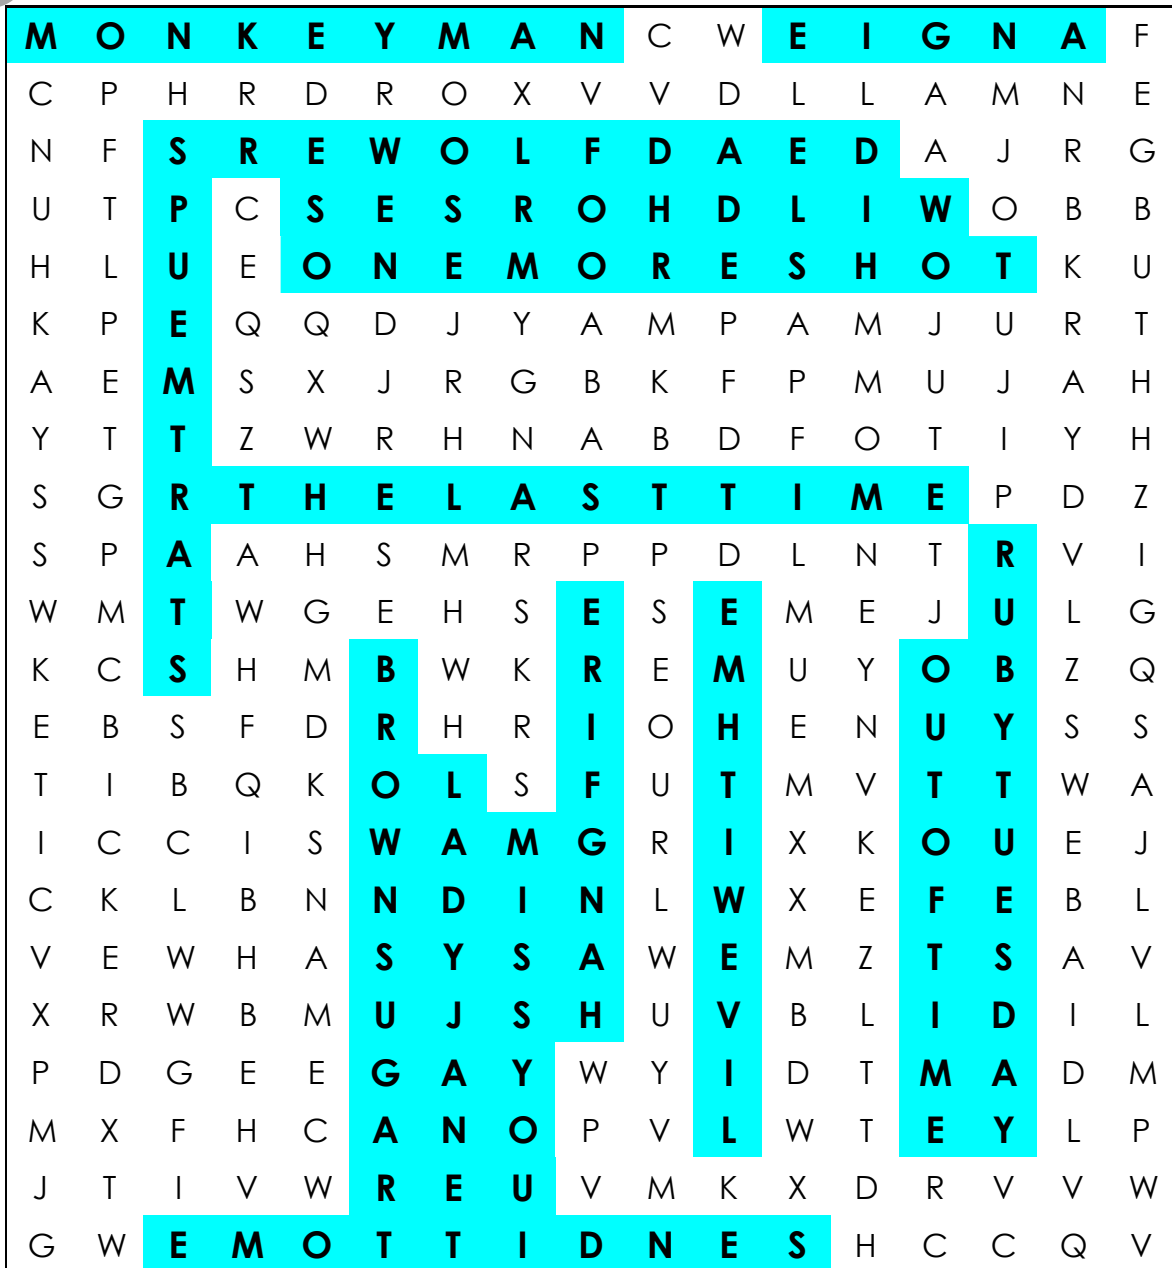 M O N K E Y M A N C W E I G N A F
C P H R D R O X V V D L L A M N E
N F S R E W O L F D A E D A J R G
U T P C S E S R O H D L I W O B B
H L U E O N E M O R E S H O T K U
K P E Q Q D J Y A M P A M J U R T
A E M S X J R G B K F P M U J A H
Y T T Z W R H N A B D F O T I Y H
S G R T H E L A S T T I M E P D Z
S P A A H S M R P P D L N T R V I
W M T W G E H S E S E M E J U L G
K C S H M B W K R E M U Y O B Z Q
E B S F D R H R I O H E N U Y S S
T I B Q K O L S F U T M V T T W A
I C C I S W A M G R I X K O U E J
C K L B N N D I N L W X E F E B L
V E W H A S Y S A W E M Z T S A V
X R W B M U J S H U V B L I D I L
P D G E E G A Y W Y I D T M A D M
M X F H C A N O P V L W T E Y L P
J T I V W R E U V M K X D R V V W
G W E M O T T I D N E S H C C Q V